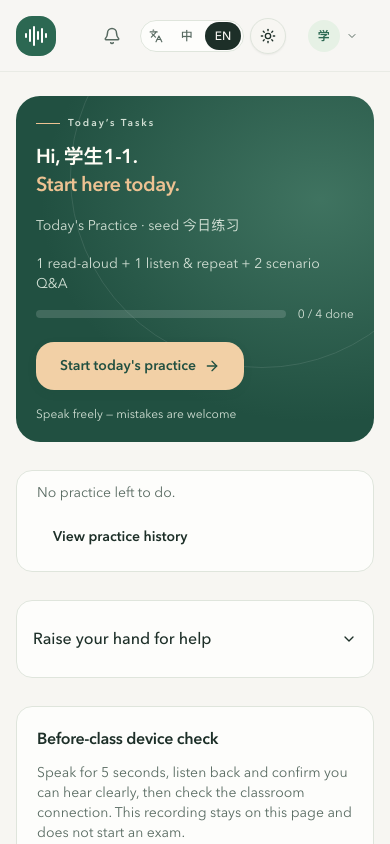 中
EN
学
Today's Tasks
Hi, 学生1-1.
Start here today.
Today's Practice · seed 今日练习
1 read-aloud + 1 listen & repeat + 2 scenario
Q&A
0 / 4 done
Start today's practice →
Speak freely — mistakes are welcome
No practice left to do.
View practice history
Raise your hand for help
Before-class device check
Speak for 5 seconds, listen back and confirm you
can hear clearly, then check the classroom
connection. This recording stays on this page and
does not start an exam.